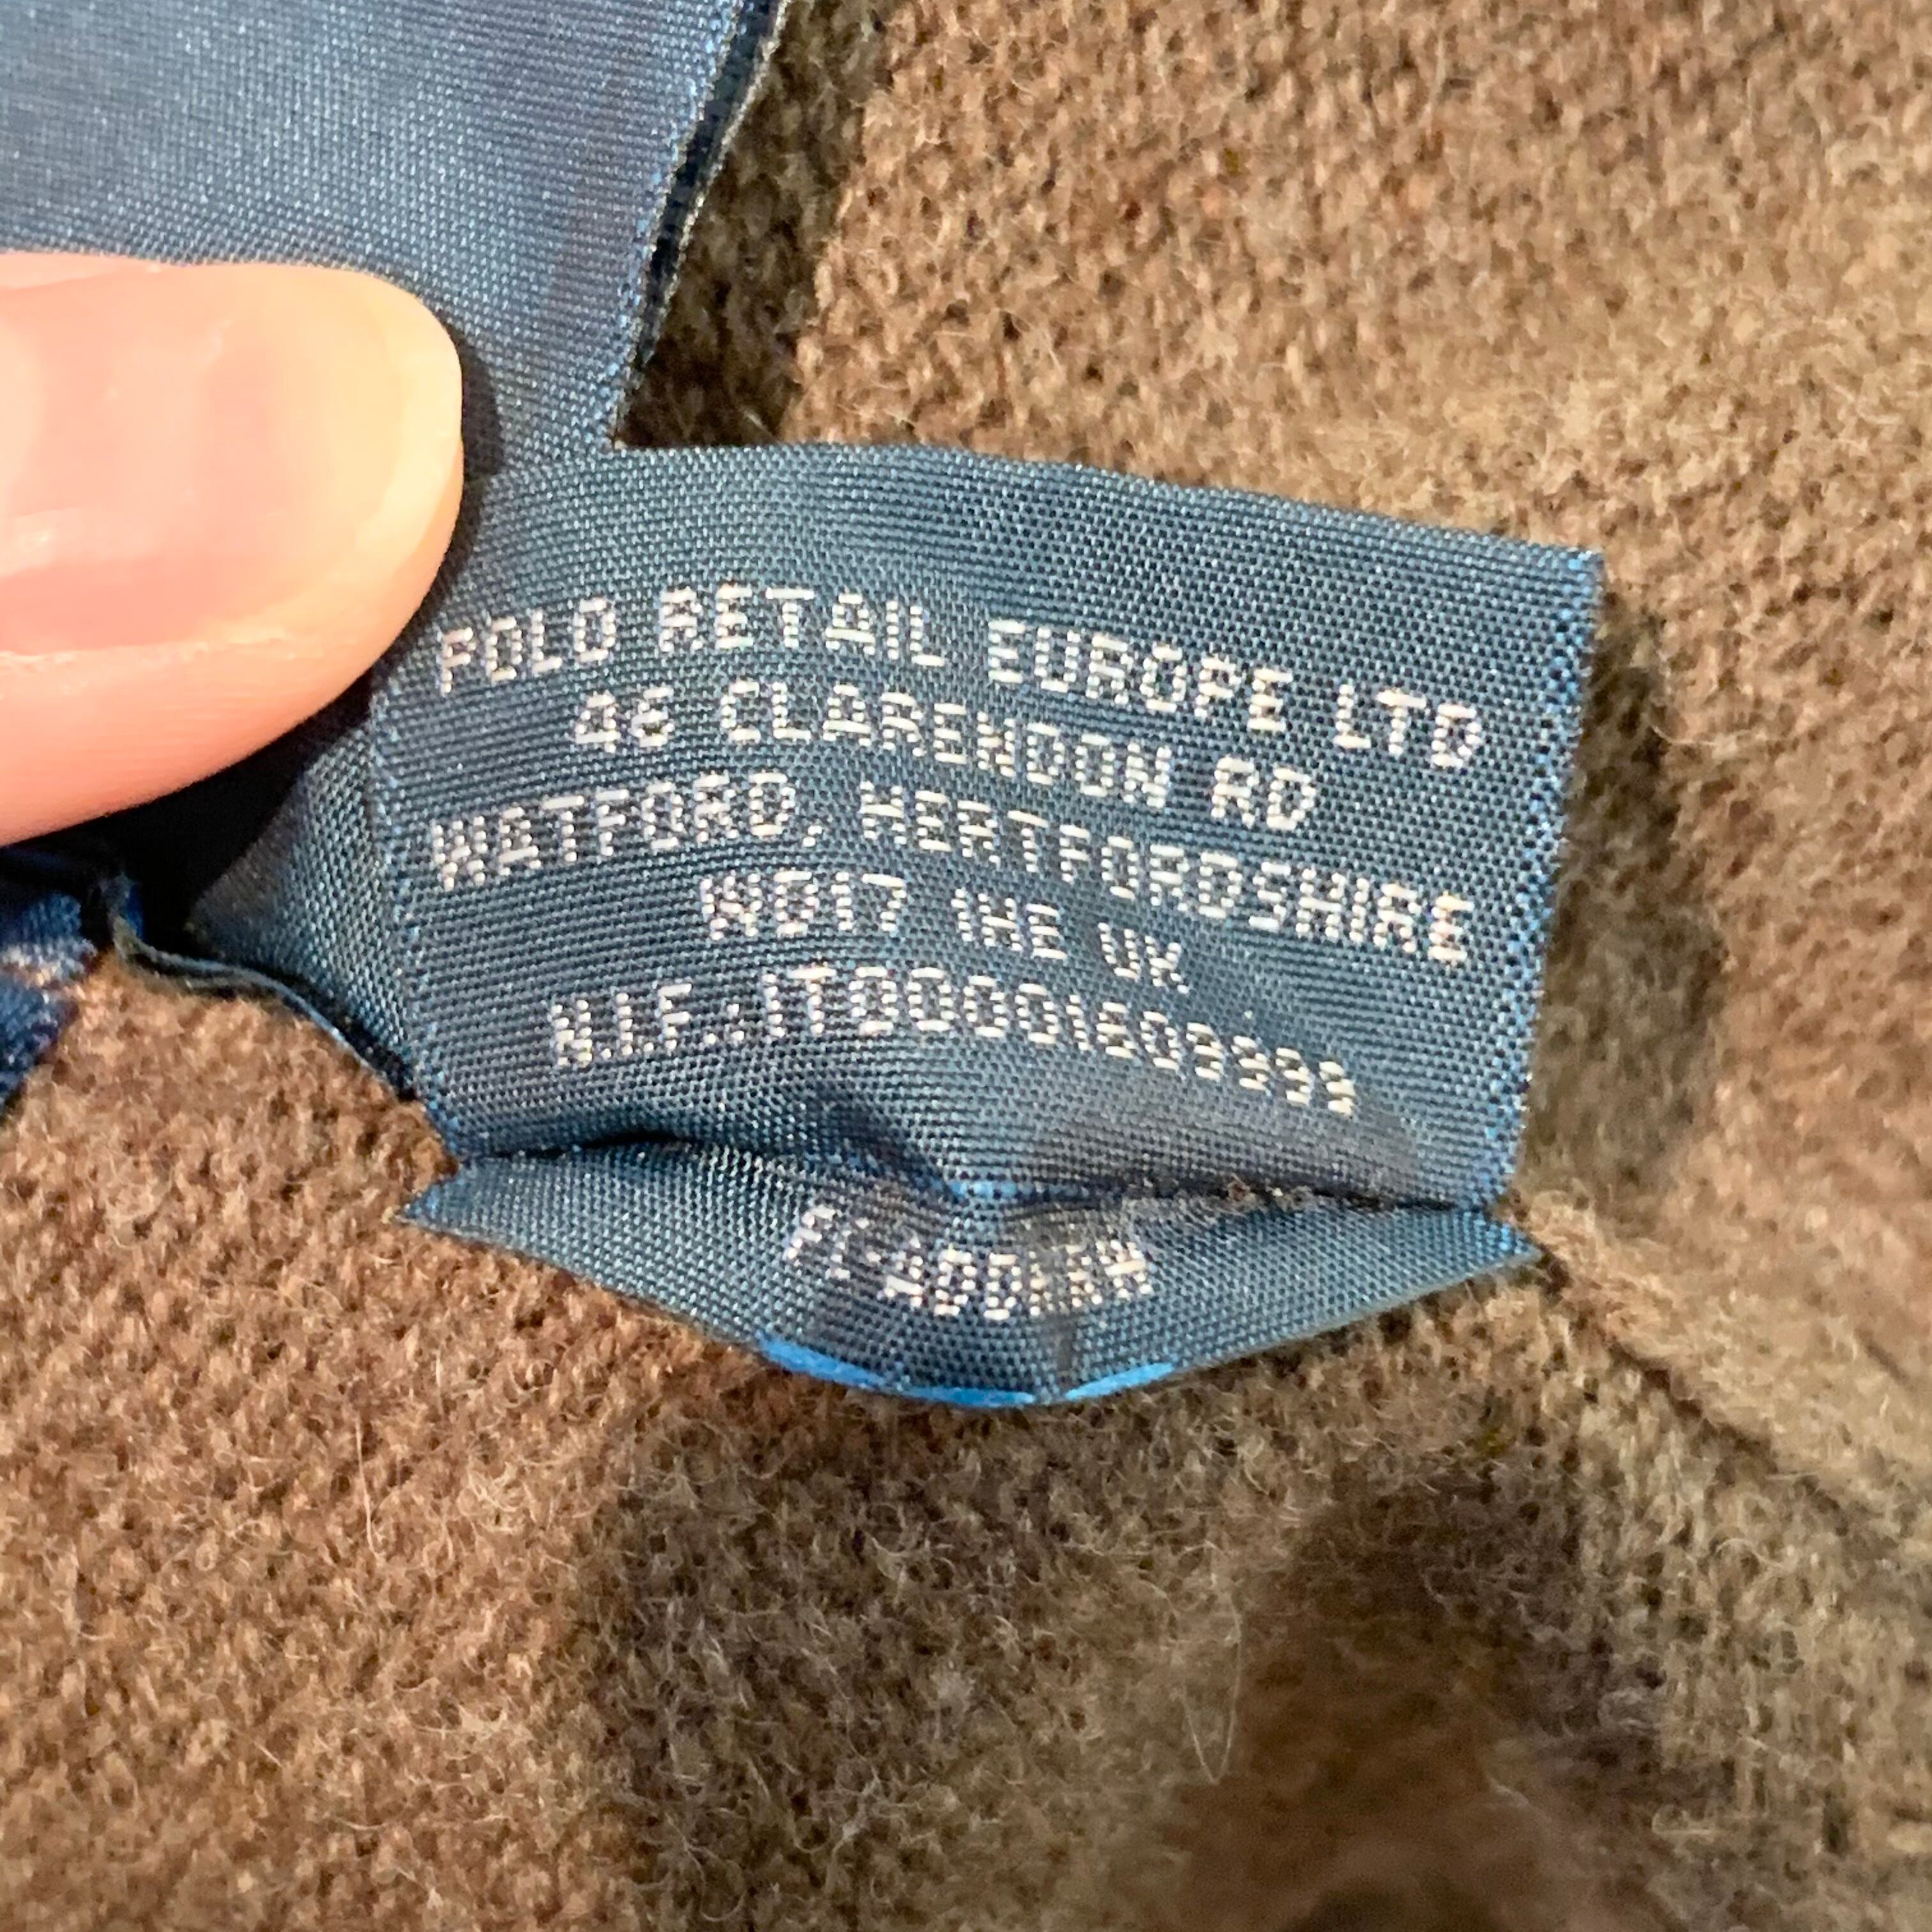 POLO RETAIL EUROPE LTD
46 CLARENDON RD
WATFORD, HERTFORDSHIRE
WD17 1HE UK
N.I.F.: IT00001609999